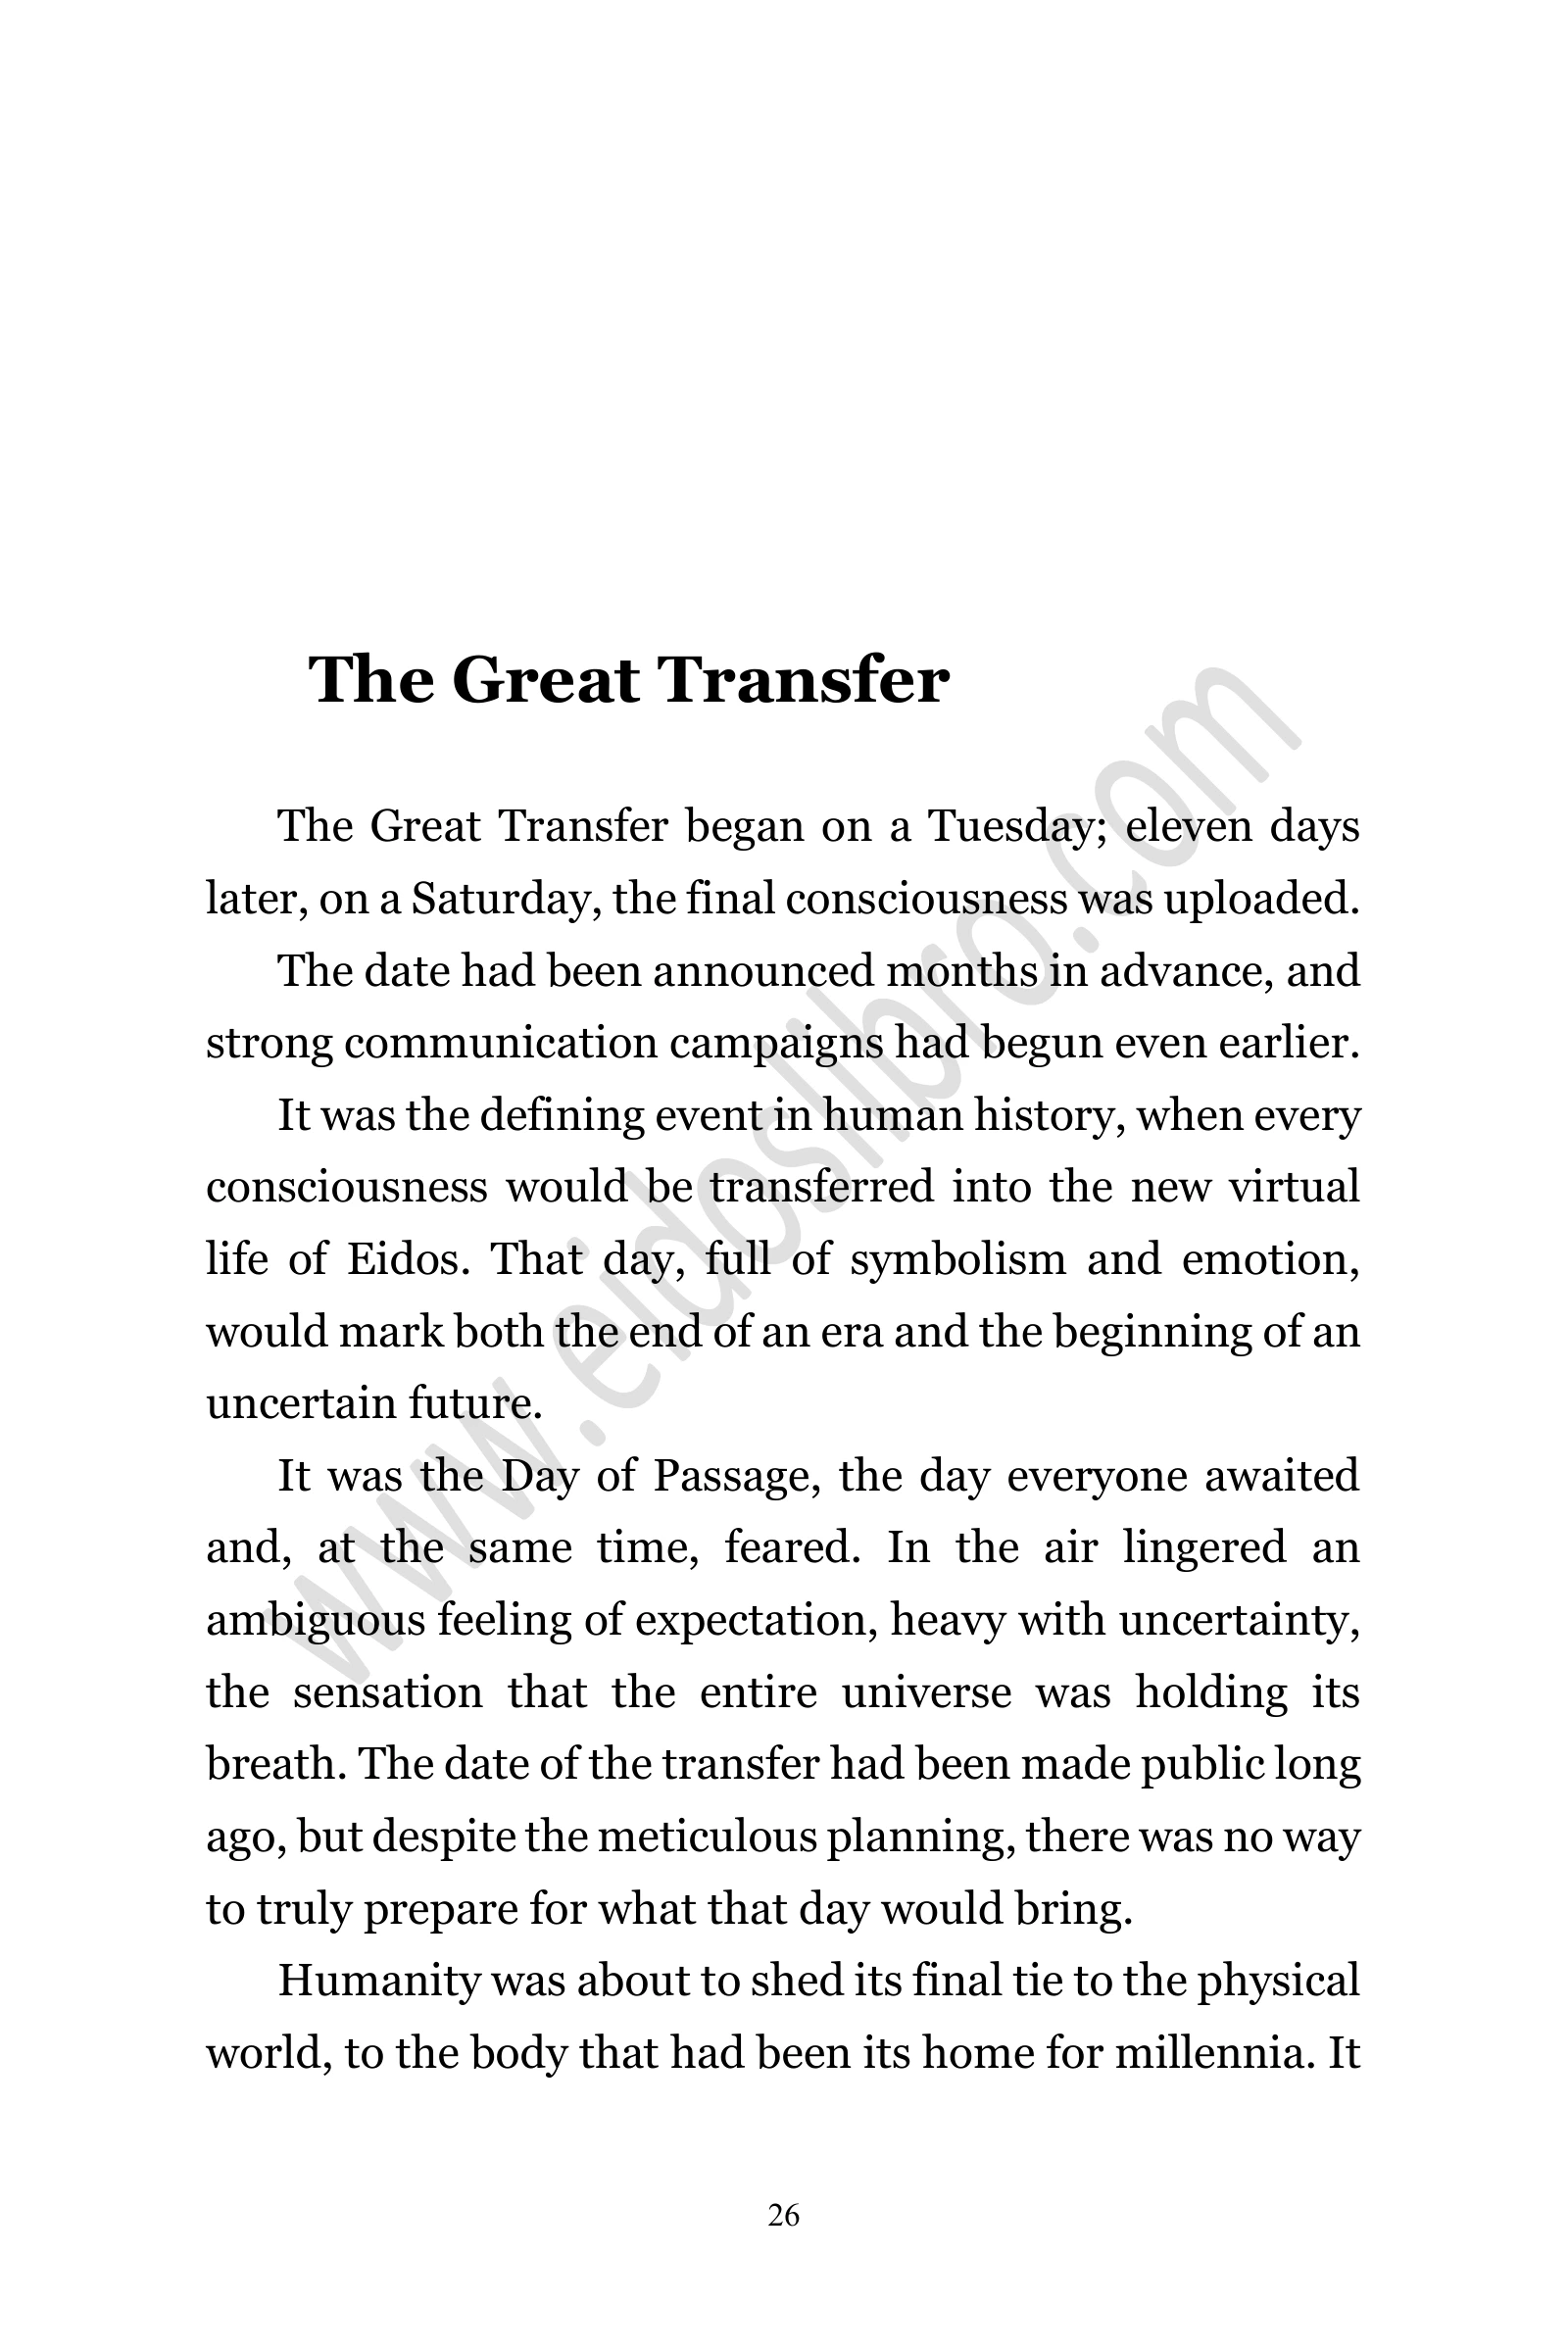 The Great Transfer
The Great Transfer began on a Tuesday; eleven days
later, on a Saturday, the final consciousness was uploaded.
The date had been announced months in advance, and
strong communication campaigns had begun even earlier.
It was the defining event in human history, when every
consciousness would be transferred into the new virtual
life of Eidos. That day, full of symbolism and emotion,
would mark both the end of an era and the beginning of an
uncertain future.
It was the Day of Passage, the day everyone awaited
and, at the same time, feared. In the air lingered an
ambiguous feeling of expectation, heavy with uncertainty,
the sensation that the entire universe was holding its
breath. The date of the transfer had been made public long
ago, but despite the meticulous planning, there was no way
to truly prepare for what that day would bring.
Humanity was about to shed its final tie to the physical
world, to the body that had been its home for millennia. It
26
www.eidoslibro.com